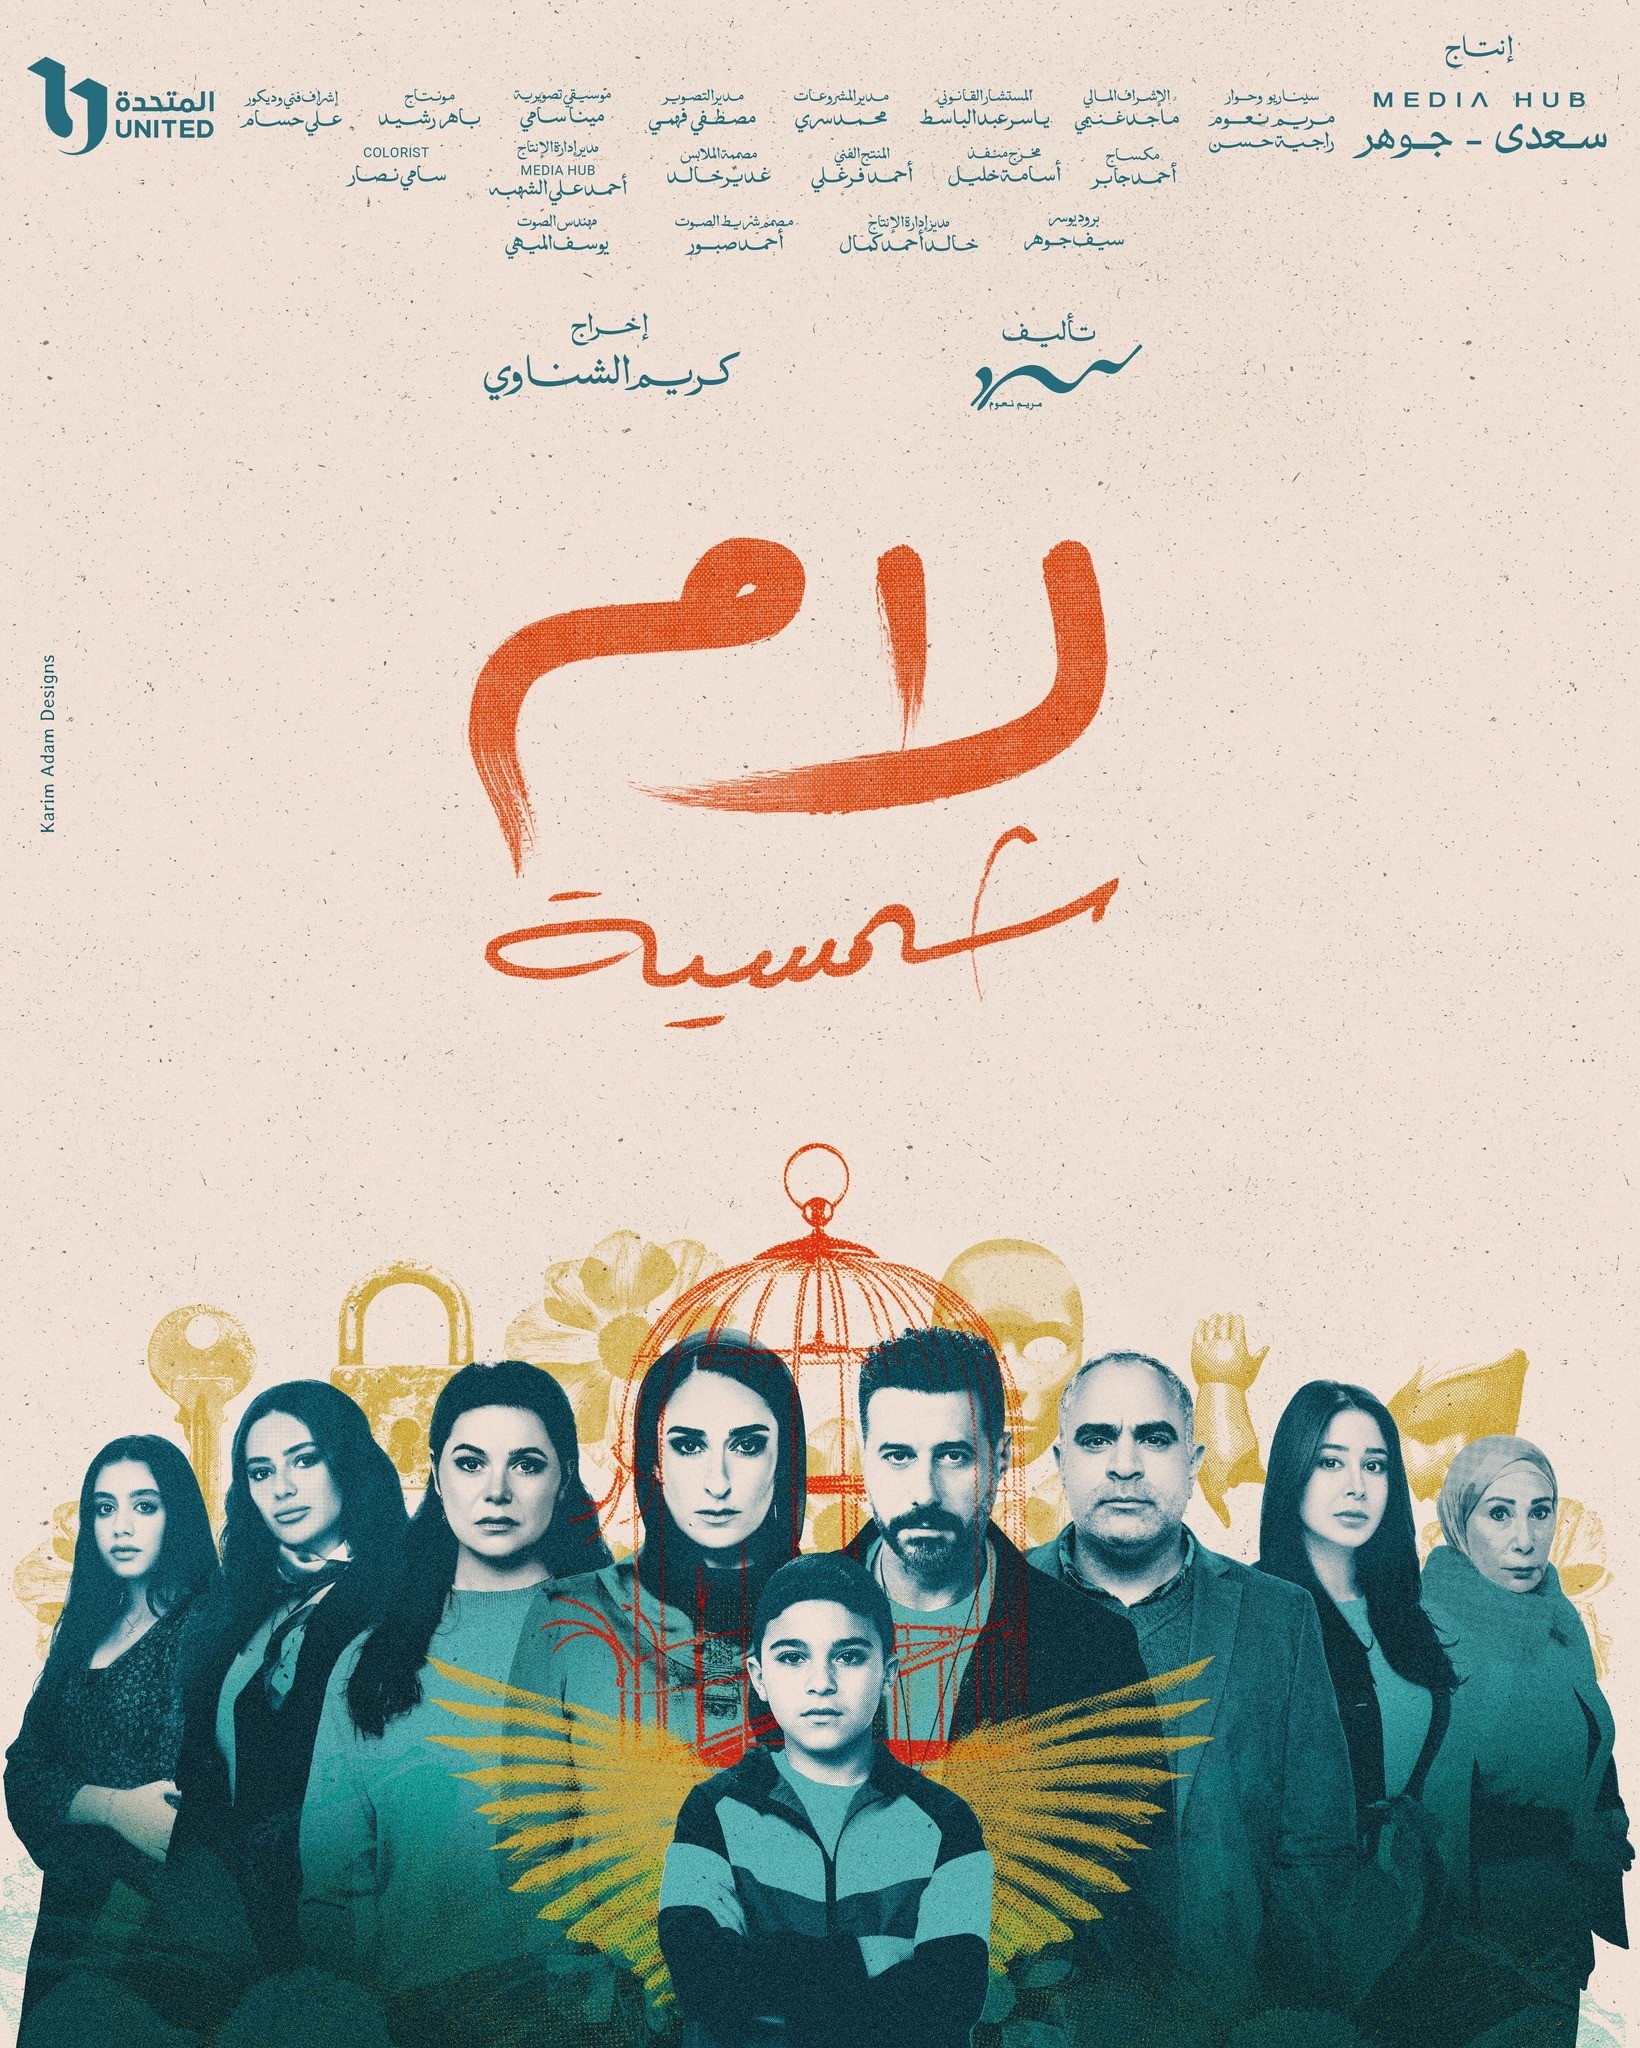 إنتاج
MEDIA HUB
سعدى - جوهر
سيناريو وحوار
مريم نعوم
راجية حسن
الإشراف المالي
ماجد غنيمي
المستشار القانوني
ياسر عبد الباسط
مدير المشروعات
محمد سري
مدير التصوير
مصطفي فهمي
موسيقي تصويرية
مينا سامي
مونتاج
باهر رشيد
إشراف فني وديكور
علي حسام
المتحدة
UNITED
مكساج
أحمد جابر
مخرج منفذ
أسامة خليل
المنتج الفني
أحمد فرغلي
مصممة الملابس
غدير خالد
مدير إدارة الإنتاج
MEDIA HUB
أحمد علي الشهبه
COLORIST
سامي نصار
بروديوسر
سيف جوهر
مدير إدارة الإنتاج
خالد أحمد كمال
مصمم شريط الصوت
أحمد صبور
مهندس الصوت
يوسف الميهي
تأليف
سرد
مريم نعوم
إخراج
كريم الشناوي
لام
شمسية
Karim Adam Designs